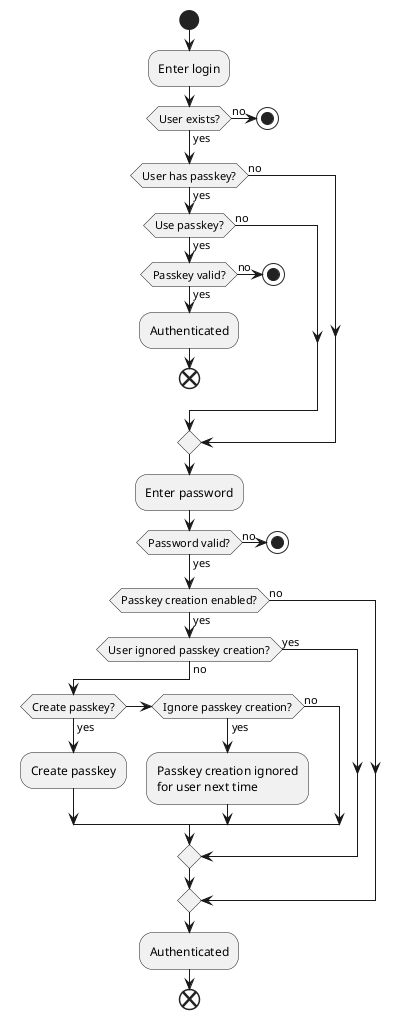 Enter login
User exists?
no
yes
User has passkey?
no
yes
Use passkey?
no
yes
Passkey valid?
no
yes
Authenticated
Enter password
Password valid?
no
yes
Passkey creation enabled?
no
yes
User ignored passkey creation?
yes
no
Create passkey?
Ignore passkey creation?
no
yes
yes
Create passkey
Passkey creation ignored
for user next time
Authenticated